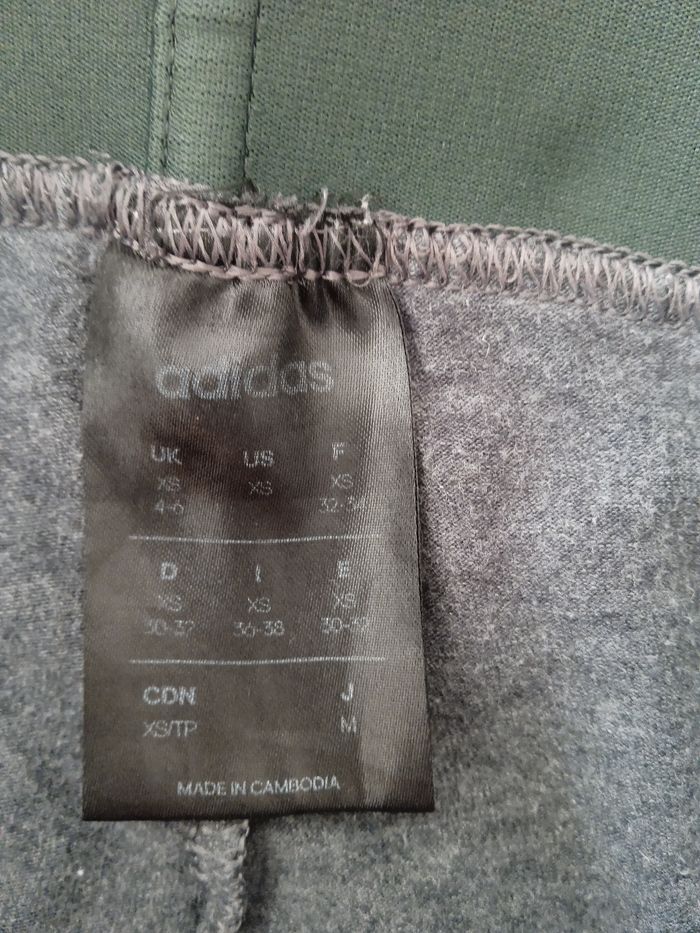 adidas
UK US F
XS XS XS
4-6 32-34
D I E
XS XS XS
30-32 36-38 30-32
CDN J
XS/TP M
MADE IN CAMBODIA